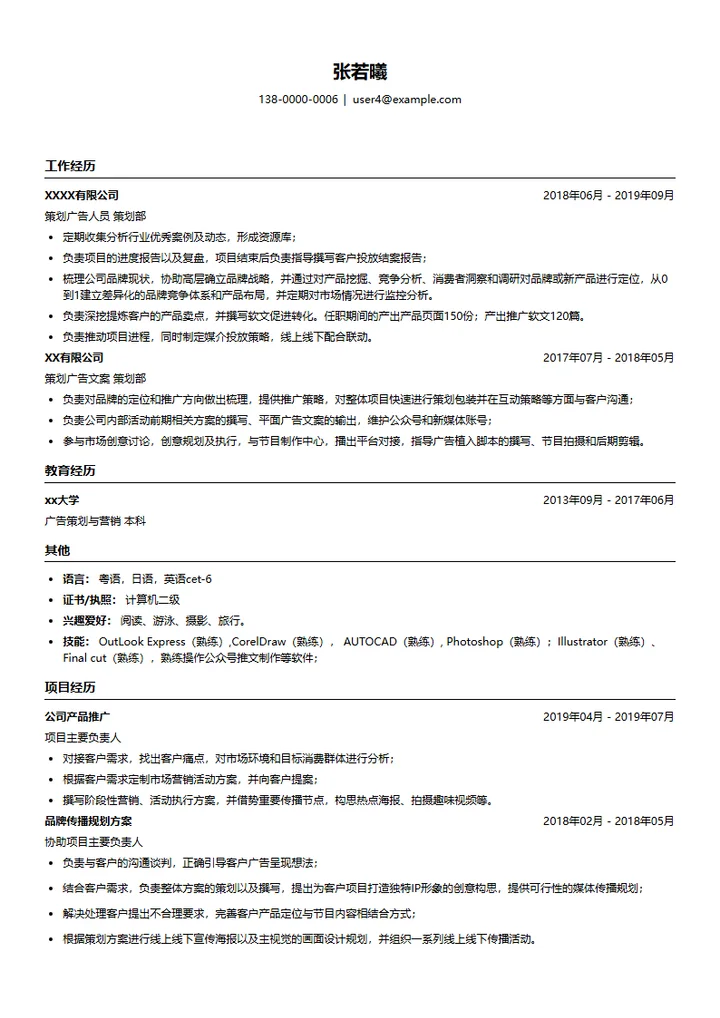 张若曦
138-0000-0006 | user4@example.com
工作经历
XXXX有限公司 2018年06月 - 2019年09月
策划广告人员 策划部
• 定期收集分析行业优秀案例及动态，形成资源库；
• 负责项目的进度报告以及复盘，项目结束后负责指导撰写客户投放结案报告；
• 梳理公司品牌现状，协助高层确立品牌战略，并通过对产品挖掘、竞争分析、消费者洞察和调研对品牌或新产品进行定位，从0
到1建立差异化的品牌竞争体系和产品布局，并定期对市场情况进行监控分析。
• 负责深挖提炼客户的产品卖点，并撰写软文促进转化。任职期间的产出产品页面150份；产出推广软文120篇。
• 负责推动项目进程，同时制定媒介投放策略，线上线下配合联动。
XX有限公司 2017年07月 - 2018年05月
策划广告文案 策划部
• 负责对品牌的定位和推广方向做出梳理，提供推广策略，对整体项目快速进行策划包装并在互动策略等方面与客户沟通；
• 负责公司内部活动前期相关方案的撰写、平面广告文案的输出，维护公众号和新媒体账号；
• 参与市场创意讨论，创意规划及执行，与节目制作中心，播出平台对接，指导广告植入脚本的撰写、节目拍摄和后期剪辑。
教育经历
xx大学 2013年09月 - 2017年06月
广告策划与营销 本科
其他
• 语言： 粤语，日语，英语cet-6
• 证书/执照： 计算机二级
• 兴趣爱好： 阅读、游泳、摄影、旅行。
• 技能： OutLook Express（熟练）,CorelDraw（熟练）， AUTOCAD（熟练）, Photoshop（熟练）；Illustrator（熟练）、
Final cut（熟练），熟练操作公众号推文制作等软件；
项目经历
公司产品推广 2019年04月 - 2019年07月
项目主要负责人
• 对接客户需求，找出客户痛点，对市场环境和目标消费群体进行分析；
• 根据客户需求定制市场营销活动方案，并向客户提案；
• 撰写阶段性营销、活动执行方案，并借势重要传播节点，构思热点海报、拍摄趣味视频等。
品牌传播规划方案 2018年02月 - 2018年05月
协助项目主要负责人
• 负责与客户的沟通谈判，正确引导客户广告呈现想法；
• 结合客户需求，负责整体方案的策划以及撰写，提出为客户项目打造独特IP形象的创意构思，提供可行性的媒体传播规划；
• 解决处理客户提出不合理要求，完善客户产品定位与节目内容相结合方式；
• 根据策划方案进行线上线下宣传海报以及主视觉的画面设计规划，并组织一系列线上线下传播活动。